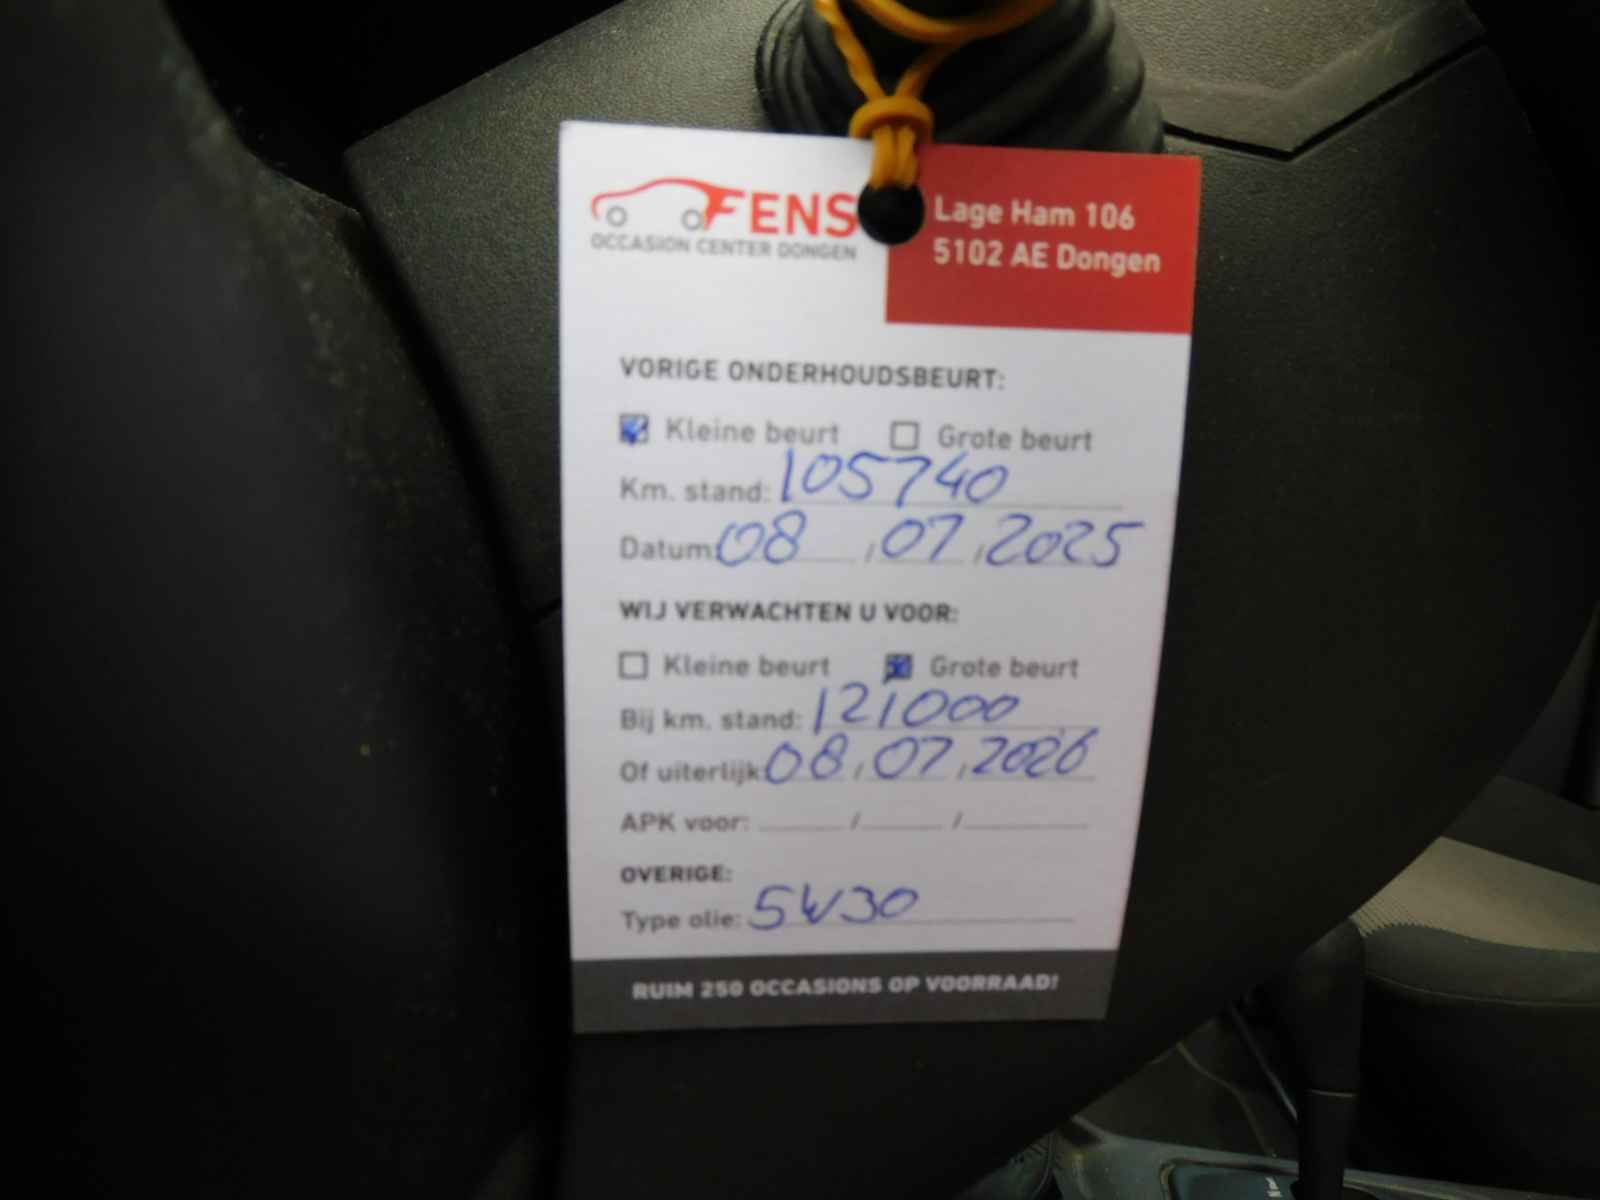 FENS
OCCASION CENTER DONGEN
Lage Ham 106
5102 AE Dongen
VORIGE ONDERHOUDSBEURT:
Kleine beurt Grote beurt
Km. stand: 105740
Datum: 08 / 07 / 2025
WIJ VERWACHTEN U VOOR:
Kleine beurt Grote beurt
Bij km. stand: 121000
Of uiterlijk: 08 / 07 / 2026
APK voor: / /
OVERIGE:
Type olie: 5W30
RUIM 250 OCCASIONS OP VOORRAAD!